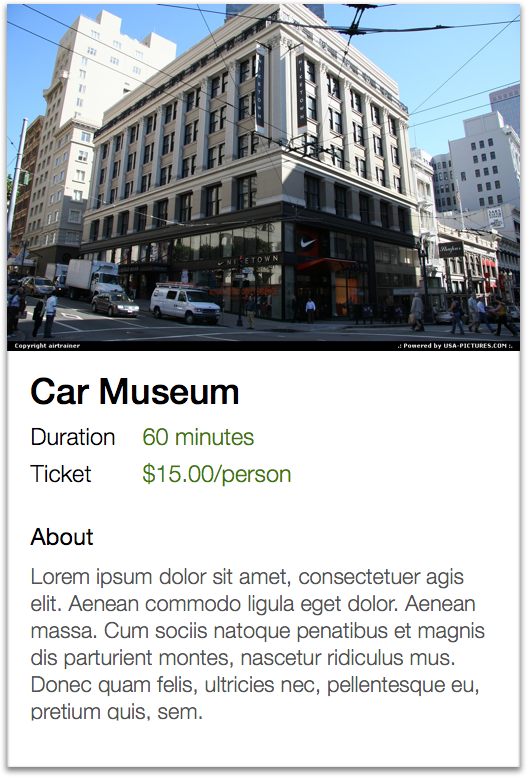 NIKETOWN
NIKETOWN
NIKETOWN
Copyright airtrainer
.: Powered by USA-PICTURES.COM :.
Car Museum
Duration 60 minutes
Ticket $15.00/person
About
Lorem ipsum dolor sit amet, consectetuer agis
elit. Aenean commodo ligula eget dolor. Aenean
massa. Cum sociis natoque penatibus et magnis
dis parturient montes, nascetur ridiculus mus.
Donec quam felis, ultricies nec, pellentesque eu,
pretium quis, sem.